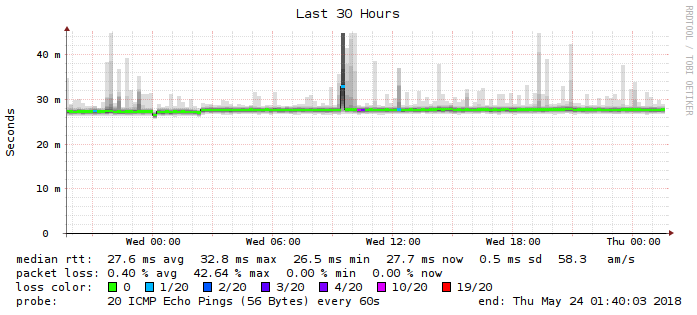 Last 30 Hours
RRDTOOL / TOBI OETIKER
Seconds
40 m
30 m
20 m
10 m
0
Wed 00:00 Wed 06:00 Wed 12:00 Wed 18:00 Thu 00:00
median rtt: 27.6 ms avg 32.8 ms max 26.5 ms min 27.7 ms now 0.5 ms sd 58.3 am/s
packet loss: 0.40 % avg 42.64 % max 0.00 % min 0.00 % now
loss color: 0 1/20 2/20 3/20 4/20 10/20 19/20
probe: 20 ICMP Echo Pings (56 Bytes) every 60s end: Thu May 24 01:40:03 2018